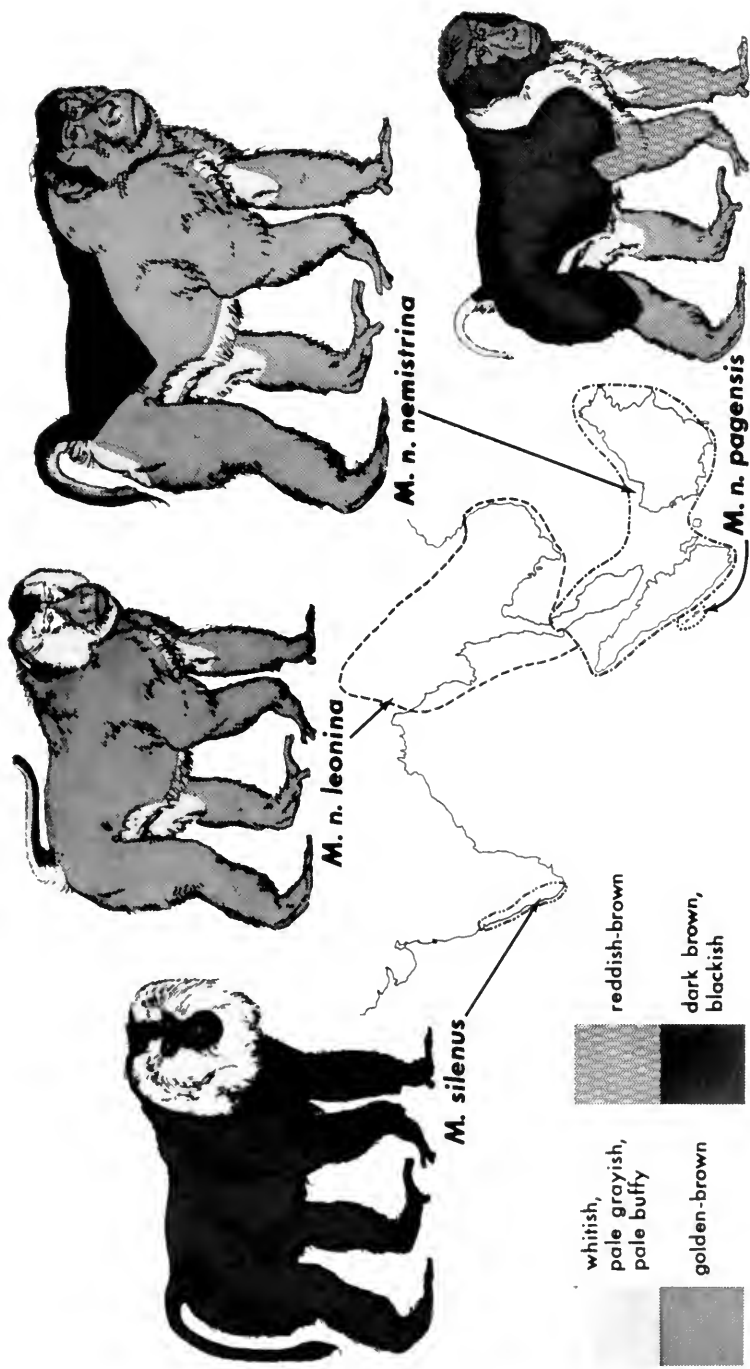 M. silenus
M. n. leonina
M. n. nemistrina
M. n. pagensis
whitish,
pale grayish,
pale buffy
golden-brown
reddish-brown
dark brown,
blackish